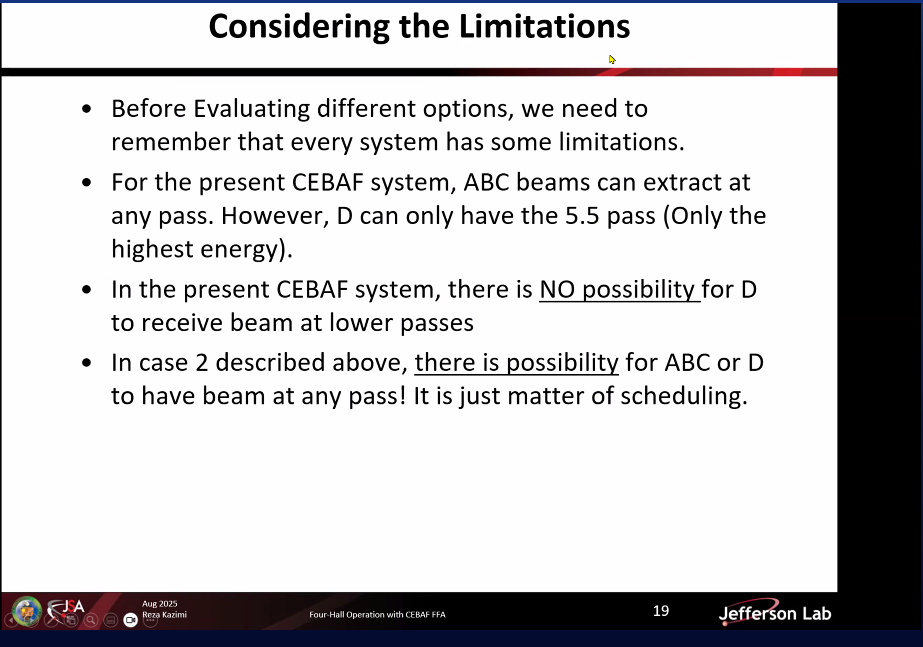 Considering the Limitations
• Before Evaluating different options, we need to
remember that every system has some limitations.
• For the present CEBAF system, ABC beams can extract at
any pass. However, D can only have the 5.5 pass (Only the
highest energy).
• In the present CEBAF system, there is NO possibility for D
to receive beam at lower passes
• In case 2 described above, there is possibility for ABC or D
to have beam at any pass! It is just matter of scheduling.
JSA
Aug 2025
Reza Kazimi
Four-Hall Operation with CEBAF FFA
19
Jefferson Lab